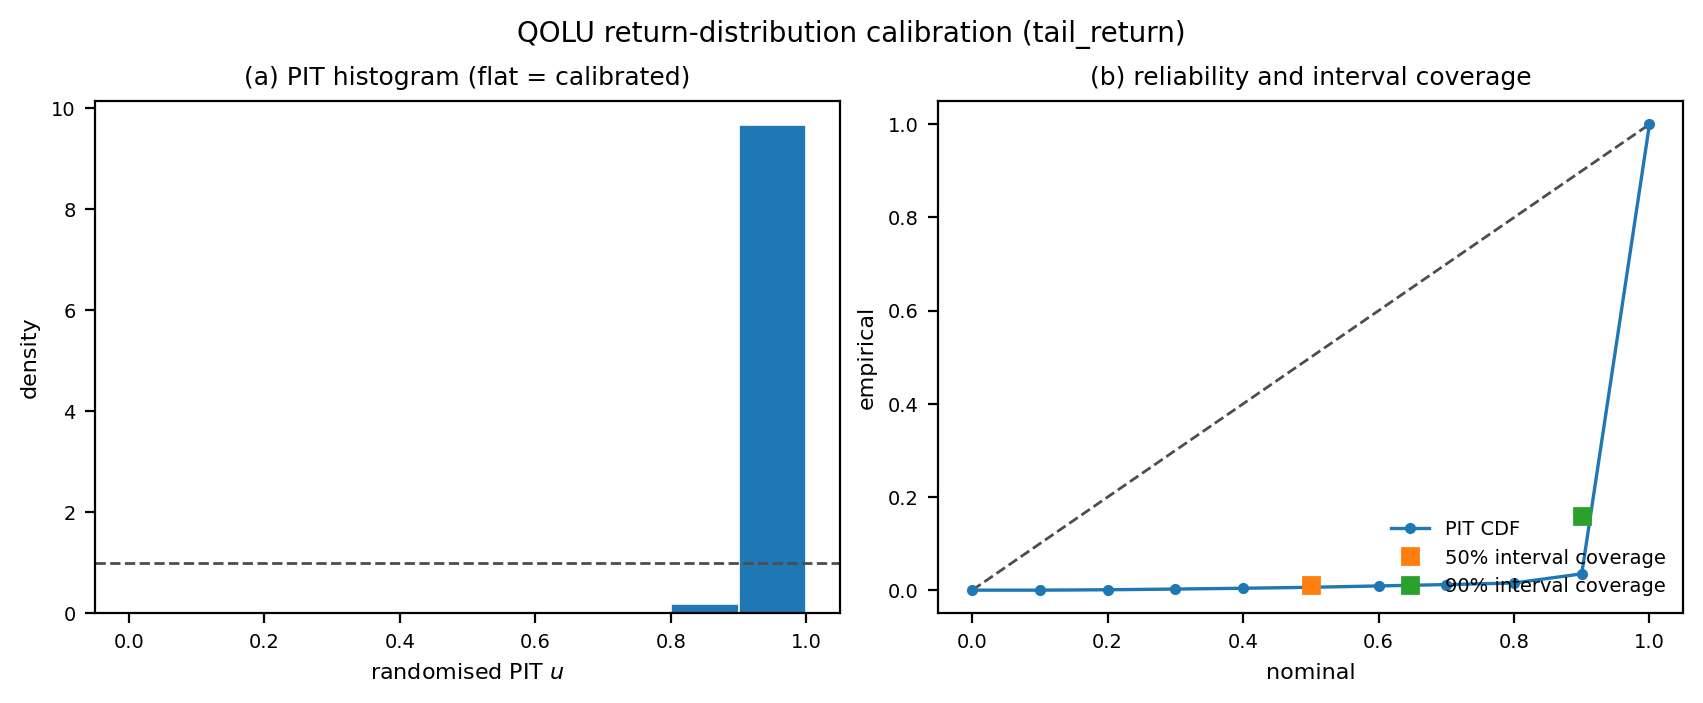 QOLU return-distribution calibration (tail_return)
(a) PIT histogram (flat = calibrated)
10
8
6
4
2
0
density
0.0 0.2 0.4 0.6 0.8 1.0
randomised PIT u
(b) reliability and interval coverage
1.0
0.8
0.6
0.4
0.2
0.0
empirical
PIT CDF
50% interval coverage
90% interval coverage
0.0 0.2 0.4 0.6 0.8 1.0
nominal